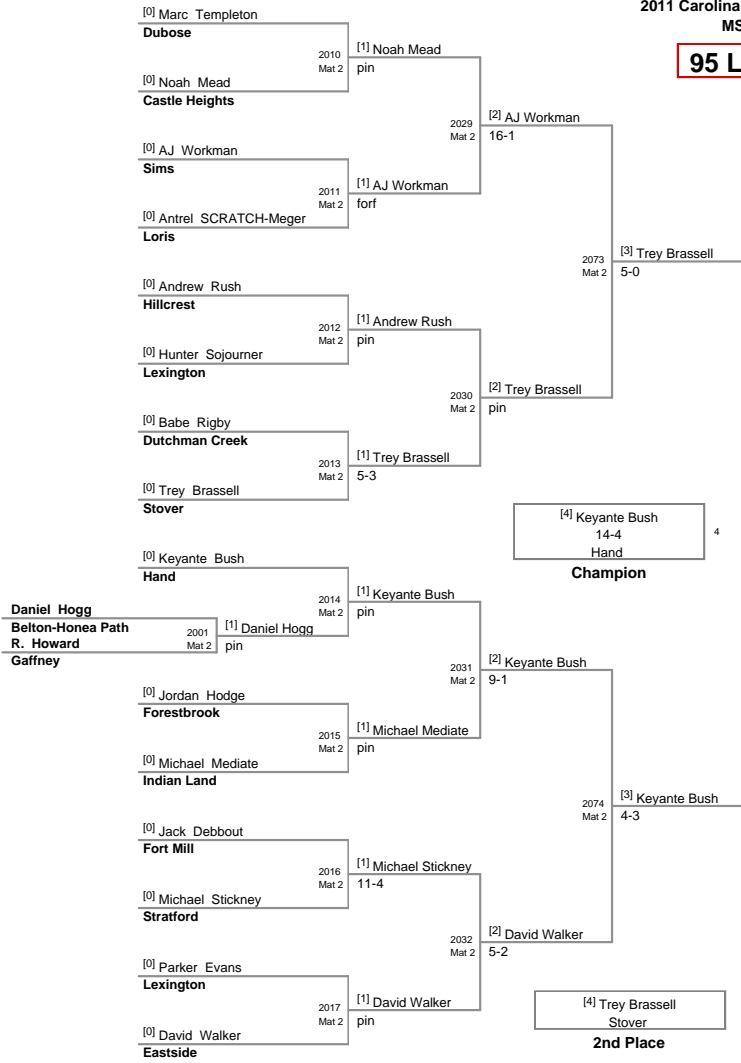 2011 Carolina
MS
95 L
[0] Marc Templeton
Dubose
2010
Mat 2
[1] Noah Mead
pin
[0] Noah Mead
Castle Heights
2029
Mat 2
[2] AJ Workman
16-1
[0] AJ Workman
Sims
2011
Mat 2
[1] AJ Workman
forf
[0] Antrel SCRATCH-Meger
Loris
2073
Mat 2
[3] Trey Brassell
5-0
[0] Andrew Rush
Hillcrest
2012
Mat 2
[1] Andrew Rush
pin
[0] Hunter Sojourner
Lexington
2030
Mat 2
[2] Trey Brassell
pin
[0] Babe Rigby
Dutchman Creek
2013
Mat 2
[1] Trey Brassell
5-3
[0] Trey Brassell
Stover
[4] Keyante Bush
14-4
Hand
4
Champion
[0] Keyante Bush
Hand
2014
Mat 2
[1] Keyante Bush
pin
Daniel Hogg
Belton-Honea Path
R. Howard
Gaffney
2001
Mat 2
[1] Daniel Hogg
pin
2031
Mat 2
[2] Keyante Bush
9-1
[0] Jordan Hodge
Forestbrook
2015
Mat 2
[1] Michael Mediate
pin
[0] Michael Mediate
Indian Land
2074
Mat 2
[3] Keyante Bush
4-3
[0] Jack Debbout
Fort Mill
2016
Mat 2
[1] Michael Stickney
11-4
[0] Michael Stickney
Stratford
2032
Mat 2
[2] David Walker
5-2
[0] Parker Evans
Lexington
2017
Mat 2
[1] David Walker
pin
[0] David Walker
Eastside
[4] Trey Brassell
Stover
2nd Place